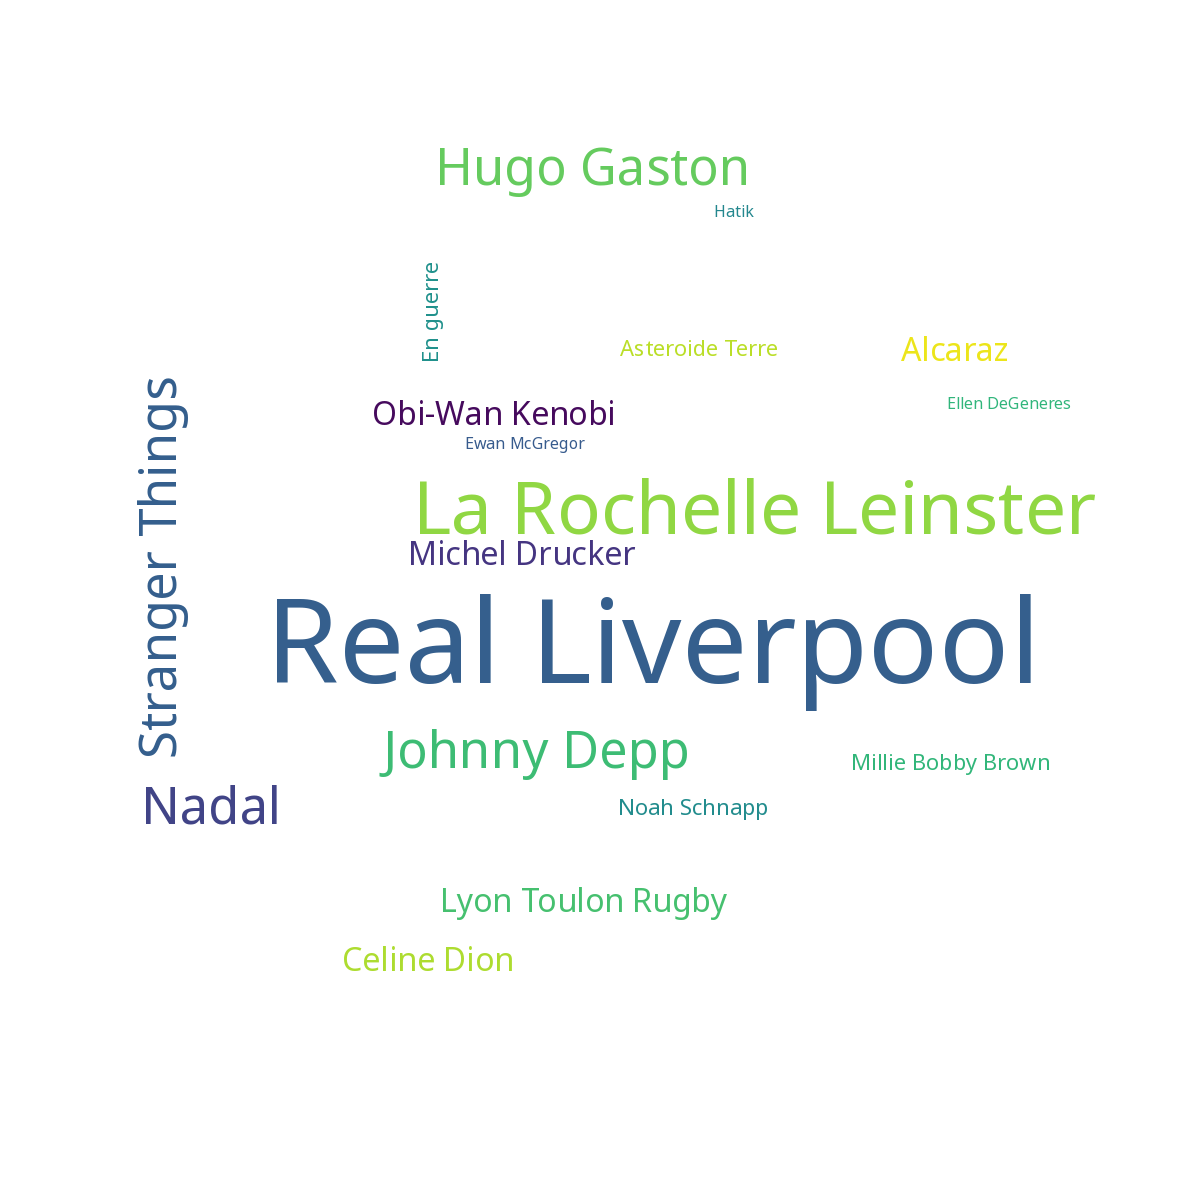 Hugo Gaston
Hatik
En guerre
Asteroide Terre
Alcaraz
Stranger Things
Obi-Wan Kenobi
Ellen DeGeneres
Ewan McGregor
La Rochelle Leinster
Michel Drucker
Real Liverpool
Johnny Depp
Millie Bobby Brown
Nadal
Noah Schnapp
Lyon Toulon Rugby
Celine Dion